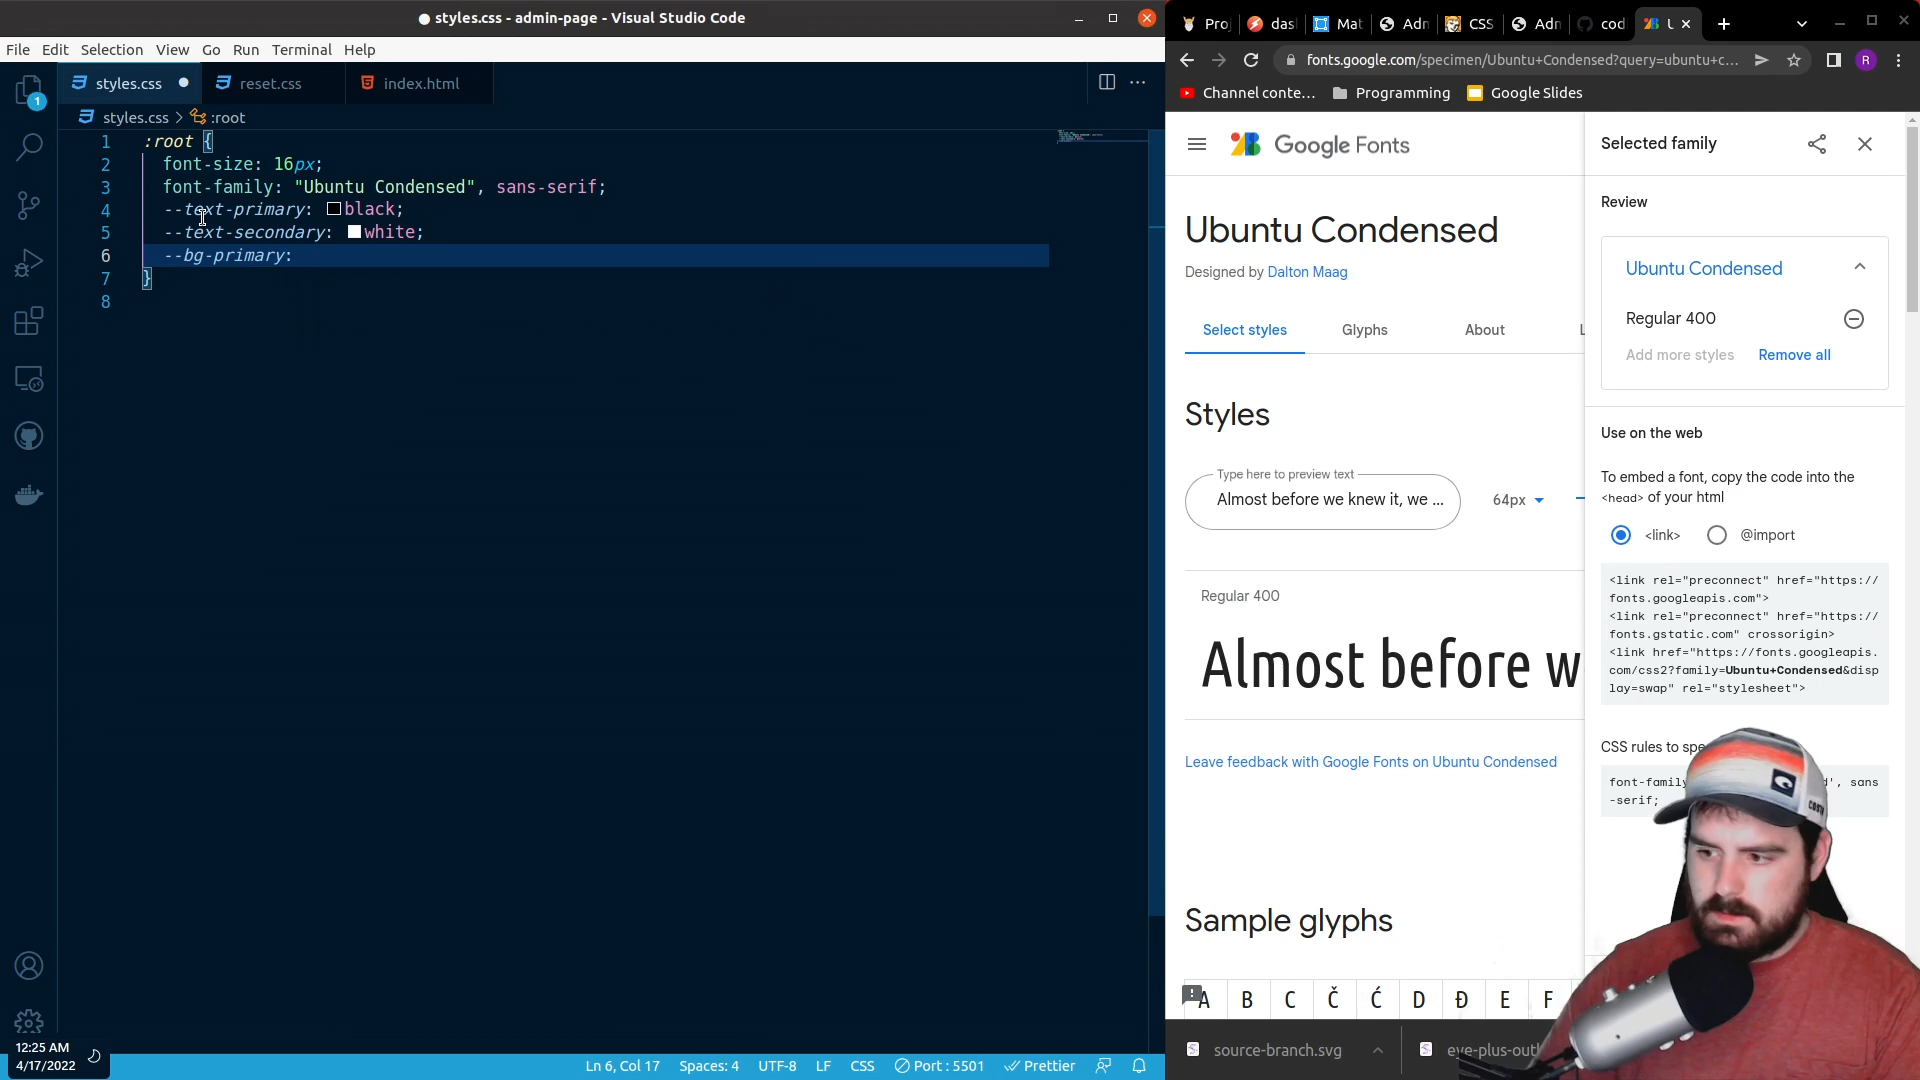 styles.css - admin-page - Visual Studio Code
File Edit Selection View Go Run Terminal Help
styles.css reset.css index.html
styles.css > :root
1 :root {
2 font-size: 16px;
3 font-family: "Ubuntu Condensed", sans-serif;
4 --text-primary: black;
5 --text-secondary: white;
6 --bg-primary:
7 }
8
1
12:25 AM
4/17/2022
Ln 6, Col 17 Spaces: 4 UTF-8 LF CSS Port : 5501 Prettier
Pro das Mat Adn CSS Adn cod
fonts.google.com/specimen/Ubuntu+Condensed?query=ubuntu+c...
R
Channel conte... Programming Google Slides
Google Fonts
Ubuntu Condensed
Designed by Dalton Maag
Select styles Glyphs About
Styles
Type here to preview text
Almost before we knew it, we ...
64px
Regular 400
Almost before w
Leave feedback with Google Fonts on Ubuntu Condensed
Sample glyphs
A B C Č Ć D Đ E F
Selected family
Review
Ubuntu Condensed
Regular 400
Add more styles Remove all
Use on the web
To embed a font, copy the code into the
<head> of your html
<link> @import
<link rel="preconnect" href="https://
fonts.googleapis.com">
<link rel="preconnect" href="https://
fonts.gstatic.com" crossorigin>
<link href="https://fonts.googleapis.
com/css2?family=Ubuntu+Condensed&disp
lay=swap" rel="stylesheet">
CSS rules to
font-family d', sans
-serif;
source-branch.svg